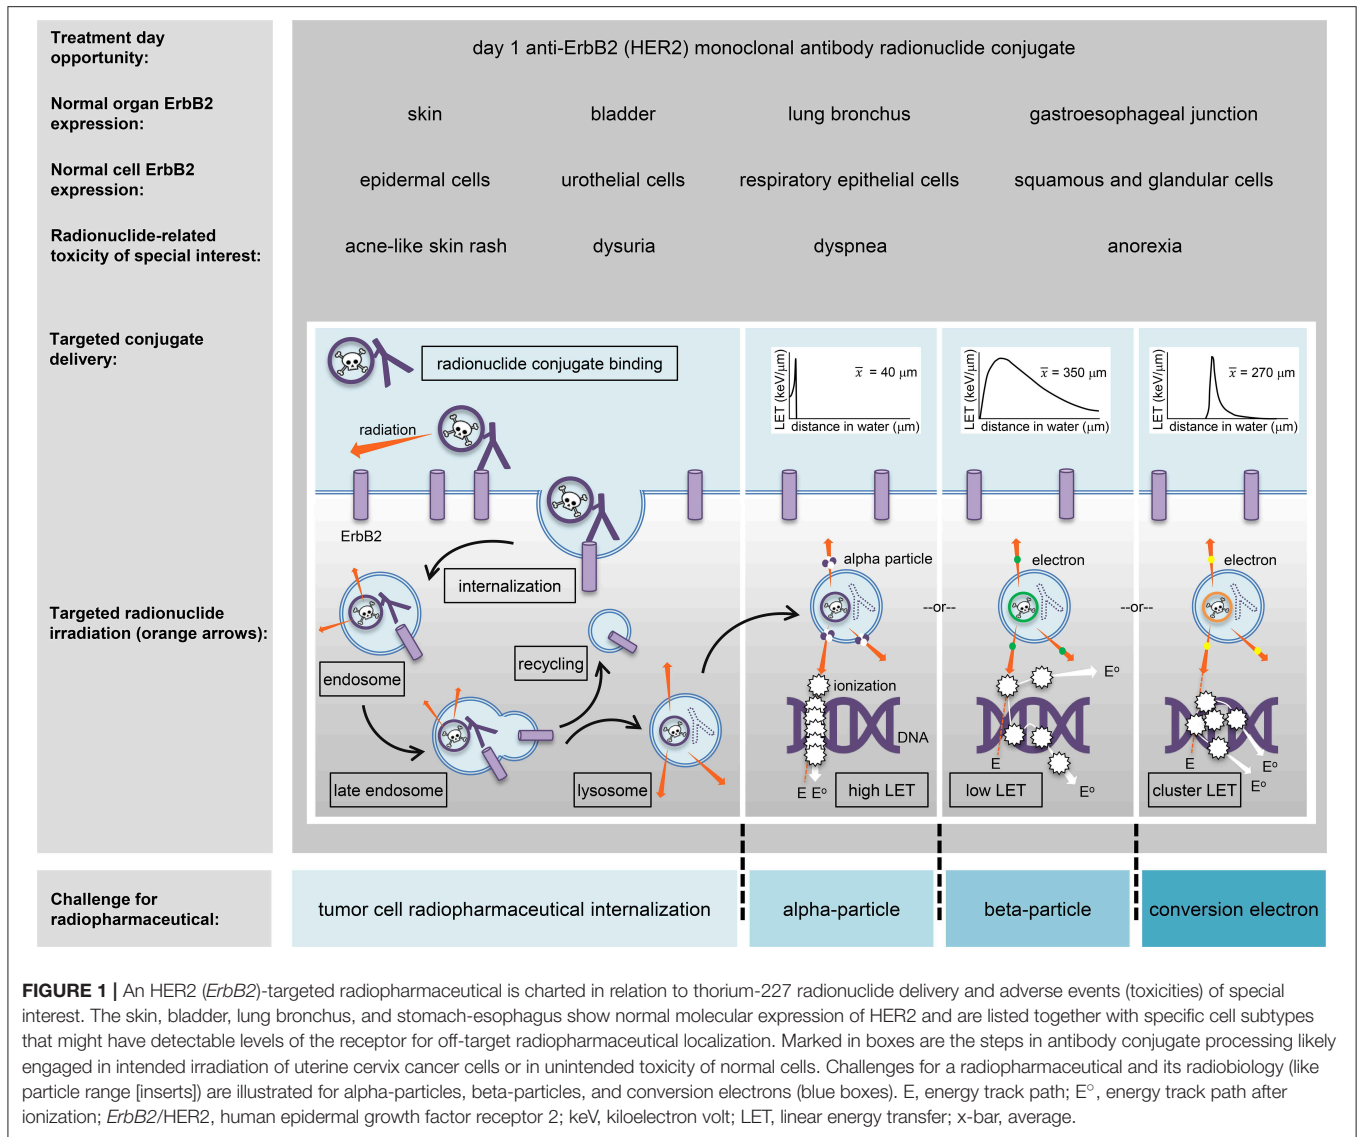 Treatment day
opportunity:
day 1 anti-ErbB2 (HER2) monoclonal antibody radionuclide conjugate
Normal organ ErbB2
expression:
skin
bladder
lung bronchus
gastroesophageal junction
Normal cell ErbB2
expression:
epidermal cells
urothelial cells
respiratory epithelial cells
squamous and glandular cells
Radionuclide-related
toxicity of special interest:
acne-like skin rash
dysuria
dyspnea
anorexia
Targeted conjugate
delivery:
radionuclide conjugate binding
radiation
ErbB2
LET (keV/μm)
x̅ = 40 μm
distance in water (μm)
LET (keV/μm)
x̅ = 350 μm
distance in water (μm)
LET (keV/μm)
x̅ = 270 μm
distance in water (μm)
Targeted radionuclide
irradiation (orange arrows):
internalization
endosome
late endosome
recycling
lysosome
alpha particle
ionization
DNA
E E°
high LET
--or--
electron
E°
E
E°
low LET
--or--
electron
E
E°
E°
cluster LET
Challenge for
radiopharmaceutical:
tumor cell radiopharmaceutical internalization
alpha-particle
beta-particle
conversion electron
FIGURE 1 | An HER2 (ErbB2)-targeted radiopharmaceutical is charted in relation to thorium-227 radionuclide delivery and adverse events (toxicities) of special
interest. The skin, bladder, lung bronchus, and stomach-esophagus show normal molecular expression of HER2 and are listed together with specific cell subtypes
that might have detectable levels of the receptor for off-target radiopharmaceutical localization. Marked in boxes are the steps in antibody conjugate processing likely
engaged in intended irradiation of uterine cervix cancer cells or in unintended toxicity of normal cells. Challenges for a radiopharmaceutical and its radiobiology (like
particle range [inserts]) are illustrated for alpha-particles, beta-particles, and conversion electrons (blue boxes). E, energy track path; E°, energy track path after
ionization; ErbB2/HER2, human epidermal growth factor receptor 2; keV, kiloelectron volt; LET, linear energy transfer; x-bar, average.